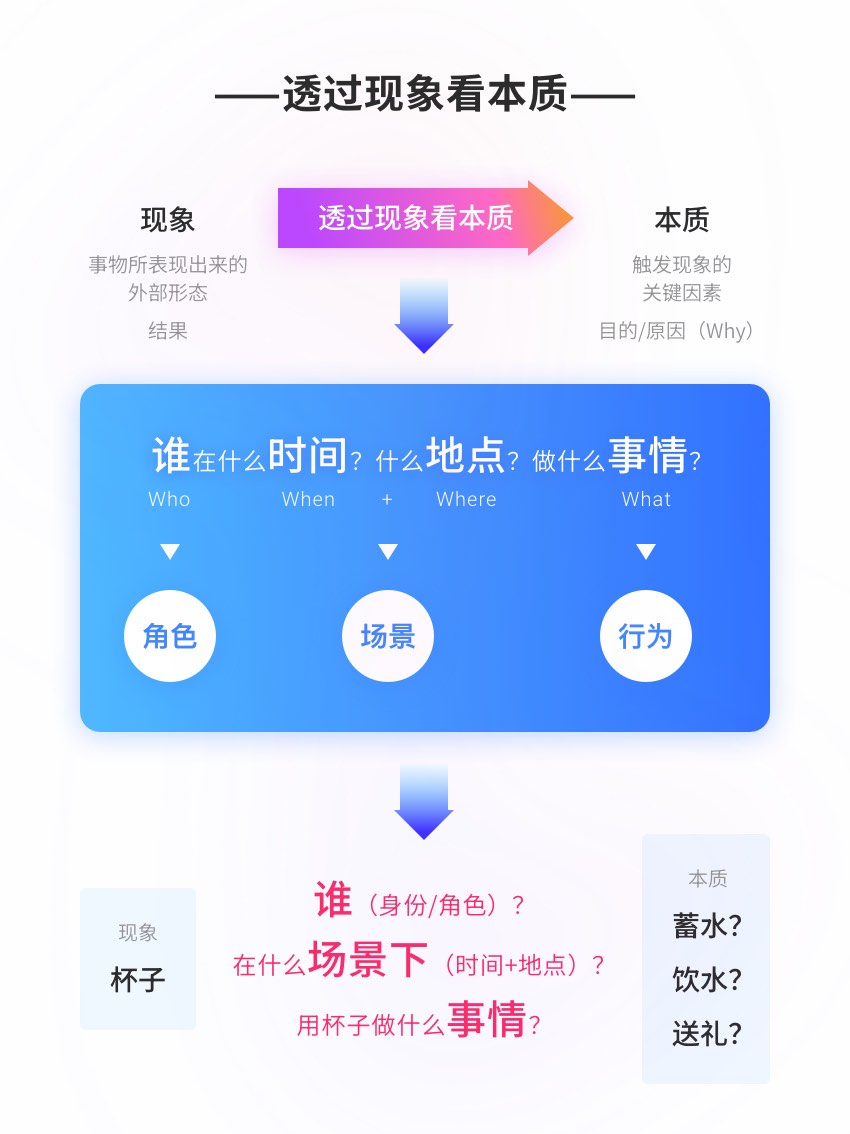 ——透过现象看本质——
现象
事物所表现出来的
外部形态
结果
透过现象看本质
本质
触发现象的
关键因素
目的/原因（Why）
谁在什么时间？什么地点？做什么事情？
Who When + Where What
角色 场景 行为
现象
杯子
谁（身份/角色）？
在什么场景下（时间+地点）？
用杯子做什么事情？
本质
蓄水？
饮水？
送礼？